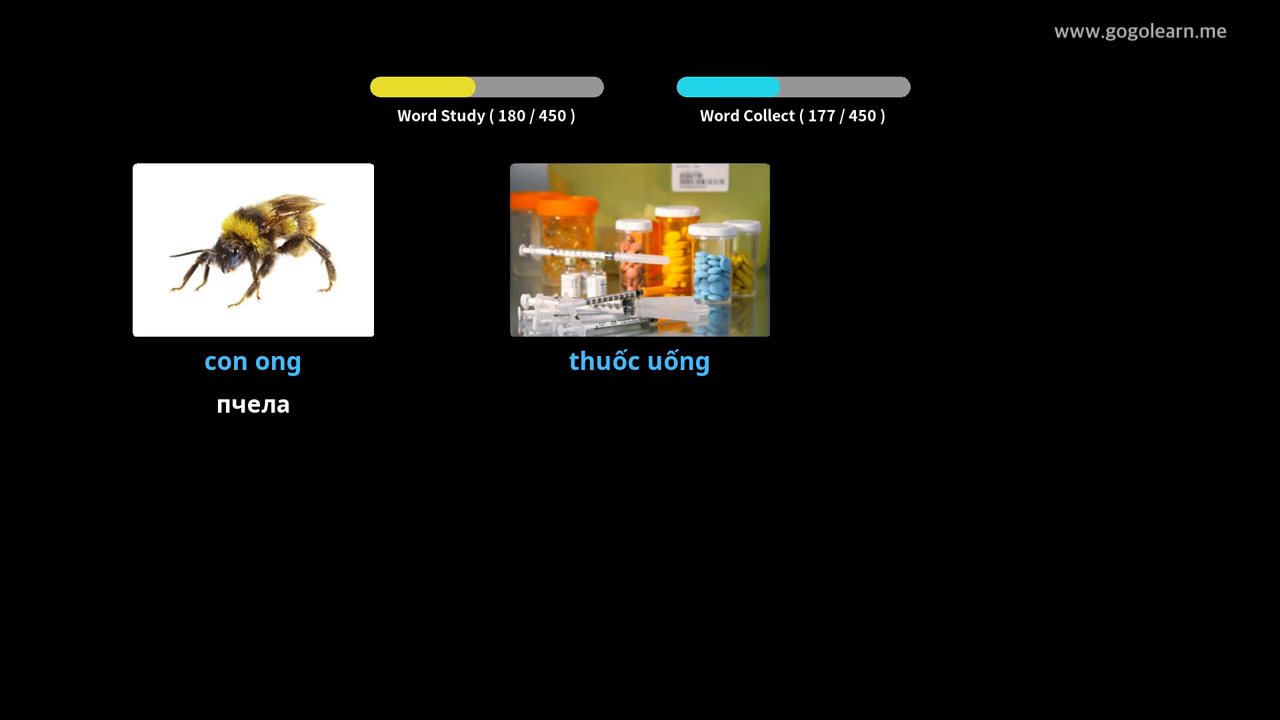 www.gogolearn.me
Word Study ( 180 / 450 )
Word Collect ( 177 / 450 )
con ong
thuốc uống
пчела